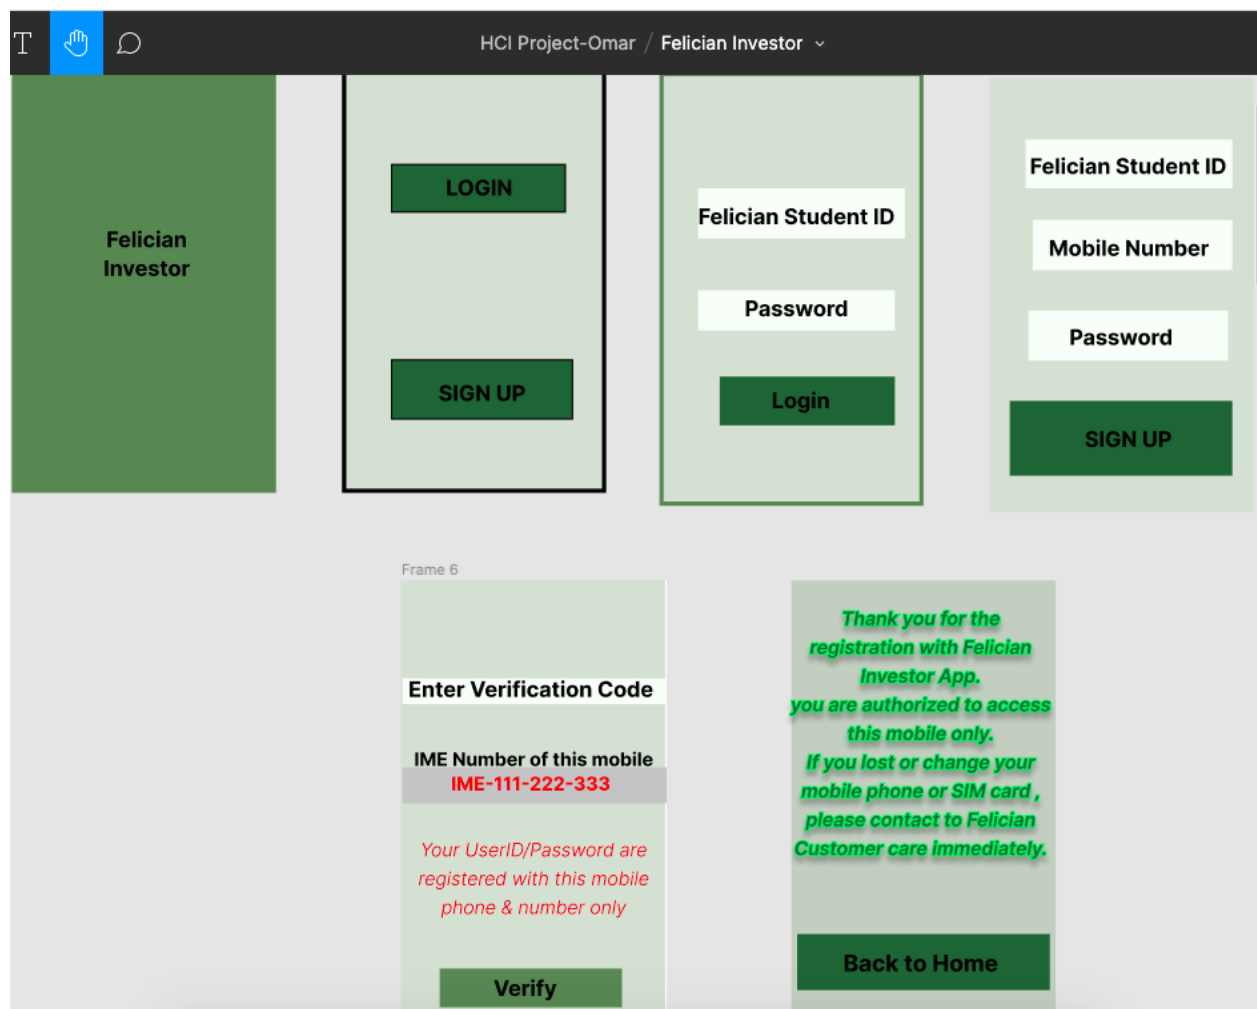 T
HCI Project-Omar / Felician Investor
Felician
Investor
LOGIN
SIGN UP
Felician Student ID
Password
Login
Felician Student ID
Mobile Number
Password
SIGN UP
Frame 6
Enter Verification Code
IME Number of this mobile
IME-111-222-333
Your UserID/Password are
registered with this mobile
phone & number only
Verify
Thank you for the
registration with Felician
Investor App.
you are authorized to access
this mobile only.
If you lost or change your
mobile phone or SIM card ,
please contact to Felician
Customer care immediately.
Back to Home